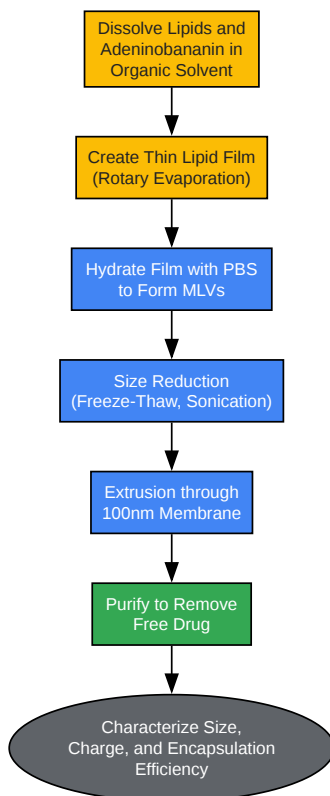 Dissolve Lipids and
Adeninobananin in
Organic Solvent
Create Thin Lipid Film
(Rotary Evaporation)
Hydrate Film with PBS
to Form MLVs
Size Reduction
(Freeze-Thaw, Sonication)
Extrusion through
100nm Membrane
Purify to Remove
Free Drug
Characterize Size,
Charge, and Encapsulation
Efficiency